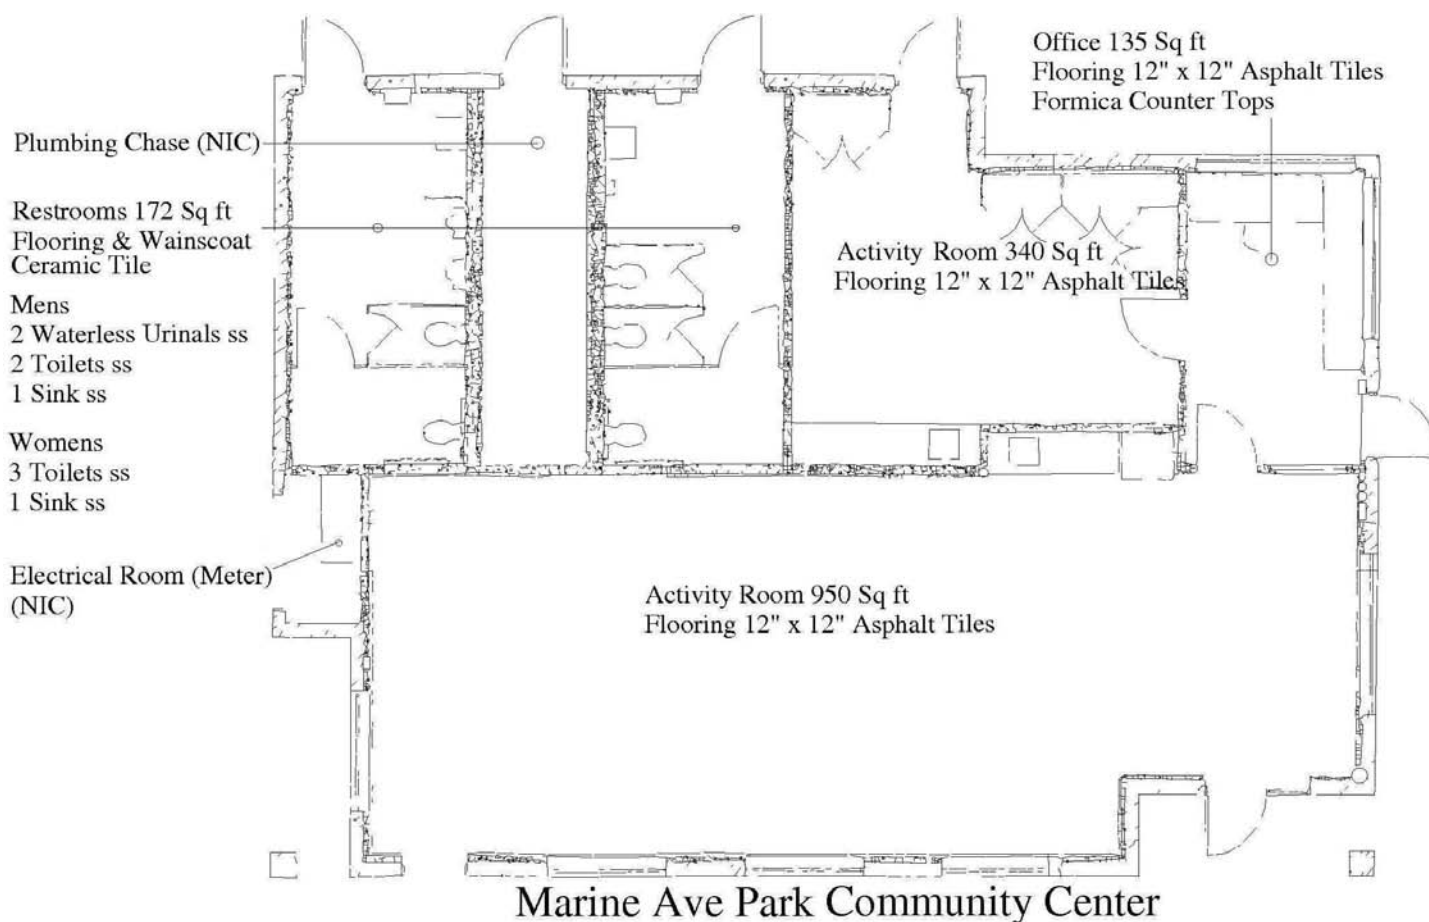 Office 135 Sq ft
Flooring 12" x 12" Asphalt Tiles
Formica Counter Tops
Plumbing Chase (NIC)
Restrooms 172 Sq ft
Flooring & Wainscoat
Ceramic Tile
Mens
2 Waterless Urinals ss
2 Toilets ss
1 Sink ss
Womens
3 Toilets ss
1 Sink ss
Electrical Room (Meter)
(NIC)
Activity Room 340 Sq ft
Flooring 12" x 12" Asphalt Tiles
Activity Room 950 Sq ft
Flooring 12" x 12" Asphalt Tiles
Marine Ave Park Community Center